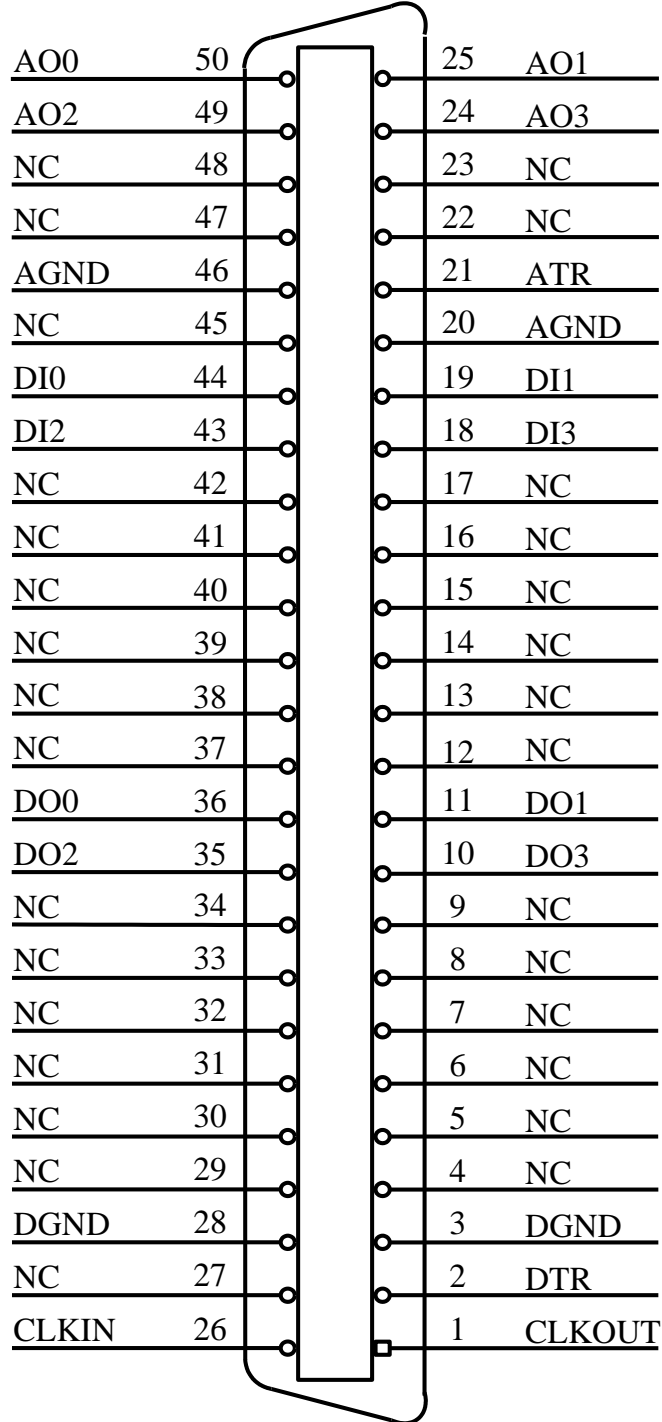 AO0 50 25 AO1
AO2 49 24 AO3
NC 48 23 NC
NC 47 22 NC
AGND 46 21 ATR
NC 45 20 AGND
DI0 44 19 DI1
DI2 43 18 DI3
NC 42 17 NC
NC 41 16 NC
NC 40 15 NC
NC 39 14 NC
NC 38 13 NC
NC 37 12 NC
DO0 36 11 DO1
DO2 35 10 DO3
NC 34 9 NC
NC 33 8 NC
NC 32 7 NC
NC 31 6 NC
NC 30 5 NC
NC 29 4 NC
DGND 28 3 DGND
NC 27 2 DTR
CLKIN 26 1 CLKOUT